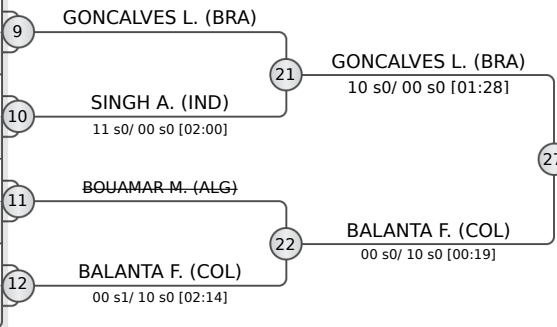 GONCALVES L. (BRA)
9
GONCALVES L. (BRA)
21
10 s0/ 00 s0 [01:28]
SINGH A. (IND)
10
11 s0/ 00 s0 [02:00]
27
BOUAMAR M. (ALG)
11
BALANTA F. (COL)
22
00 s0/ 10 s0 [00:19]
BALANTA F. (COL)
12
00 s1/ 10 s0 [02:14]